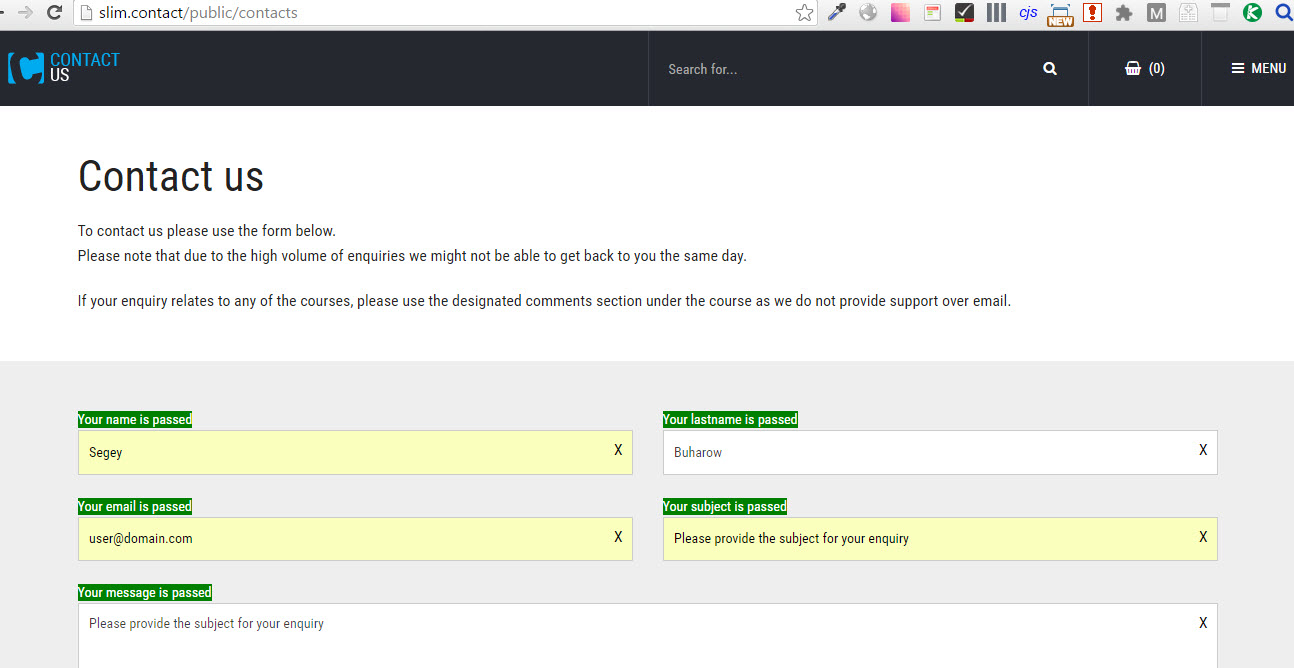 slim.contact/public/contacts
cjs
NEW
M
K
CONTACT
US
Search for...
(0)
MENU
Contact us
To contact us please use the form below.
Please note that due to the high volume of enquiries we might not be able to get back to you the same day.
If your enquiry relates to any of the courses, please use the designated comments section under the course as we do not provide support over email.
Your name is passed
Your lastname is passed
Segey
X
Buharow
X
Your email is passed
Your subject is passed
user@domain.com
X
Please provide the subject for your enquiry
X
Your message is passed
Please provide the subject for your enquiry
X